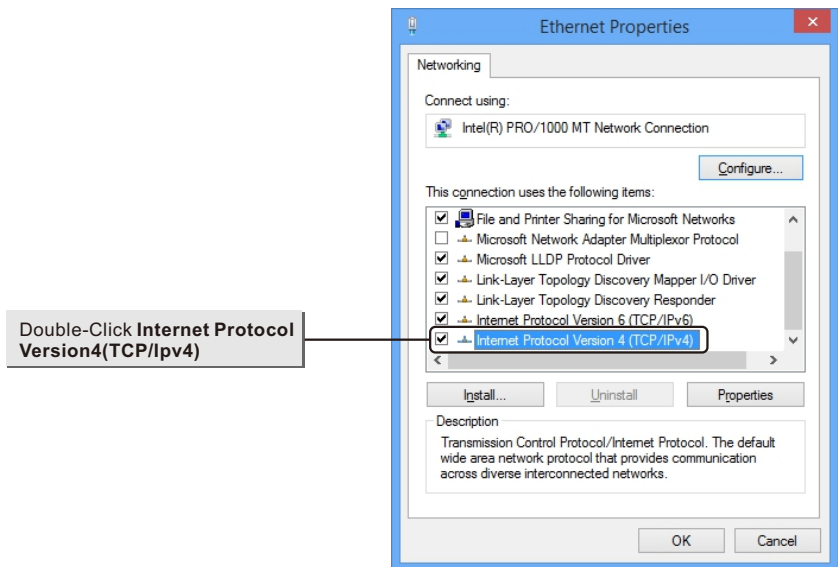 Ethernet Properties
Networking
Connect using:
Intel(R) PRO/1000 MT Network Connection
Configure...
This connection uses the following items:
File and Printer Sharing for Microsoft Networks
Microsoft Network Adapter Multiplexor Protocol
Microsoft LLDP Protocol Driver
Link-Layer Topology Discovery Mapper I/O Driver
Link-Layer Topology Discovery Responder
Internet Protocol Version 6 (TCP/IPv6)
Internet Protocol Version 4 (TCP/IPv4)
Double-Click Internet Protocol
Version4(TCP/Ipv4)
Install...
Uninstall
Properties
Description
Transmission Control Protocol/Internet Protocol. The default
wide area network protocol that provides communication
across diverse interconnected networks.
OK
Cancel